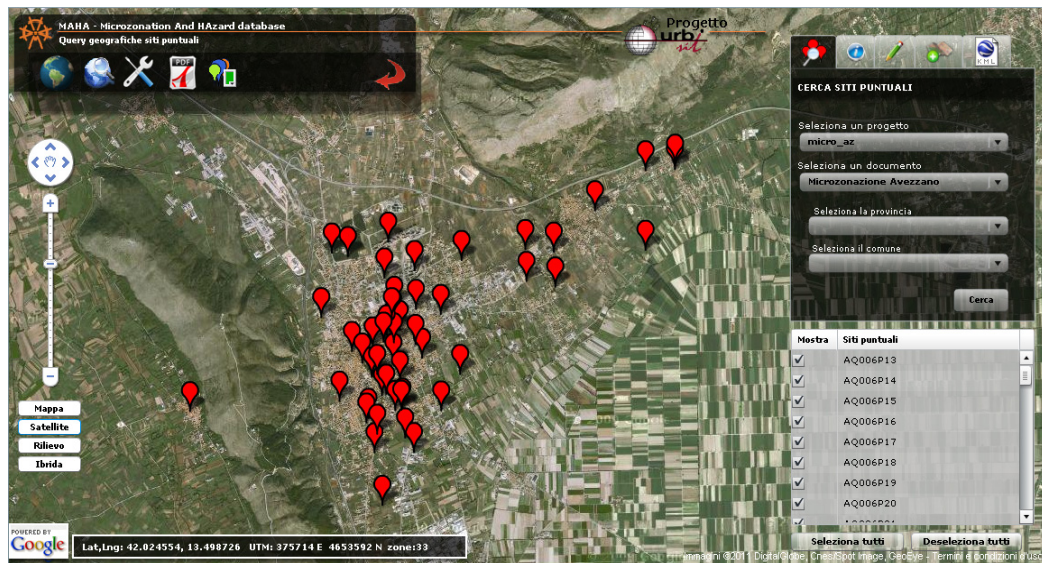 MAHA - Microzonation And HAzard database
Query geografiche siti puntuali
PDF
Progetto
urbisit
KML
CERCA SITI PUNTUALI
Seleziona un progetto
micro_az
Seleziona un documento
Microzonazione Avezzano
Seleziona la provincia
Seleziona il comune
Cerca
Mostra Siti puntuali
AQ006P13
AQ006P14
AQ006P15
AQ006P16
AQ006P17
AQ006P18
AQ006P19
AQ006P20
Seleziona tutti Deseleziona tutti
Mappa
Satellite
Rilievo
Ibrida
POWERED BY
Google
Lat,Lng: 42.024554, 13.498726 UTM: 375714 E 4653592 N zone:33
Immagini ©2011 DigitalGlobe, Cnes/Spot Image, GeoEye - Termini e condizioni d'uso